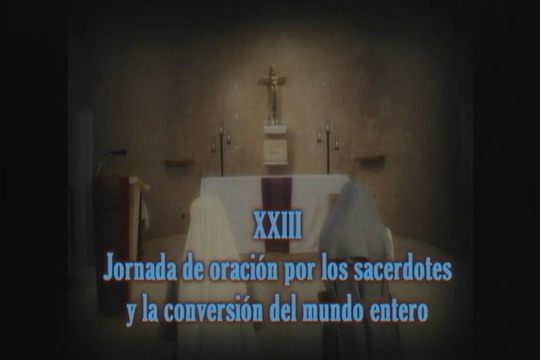 XXIII
Jornada de oración por los sacerdotes
y la conversión del mundo entero